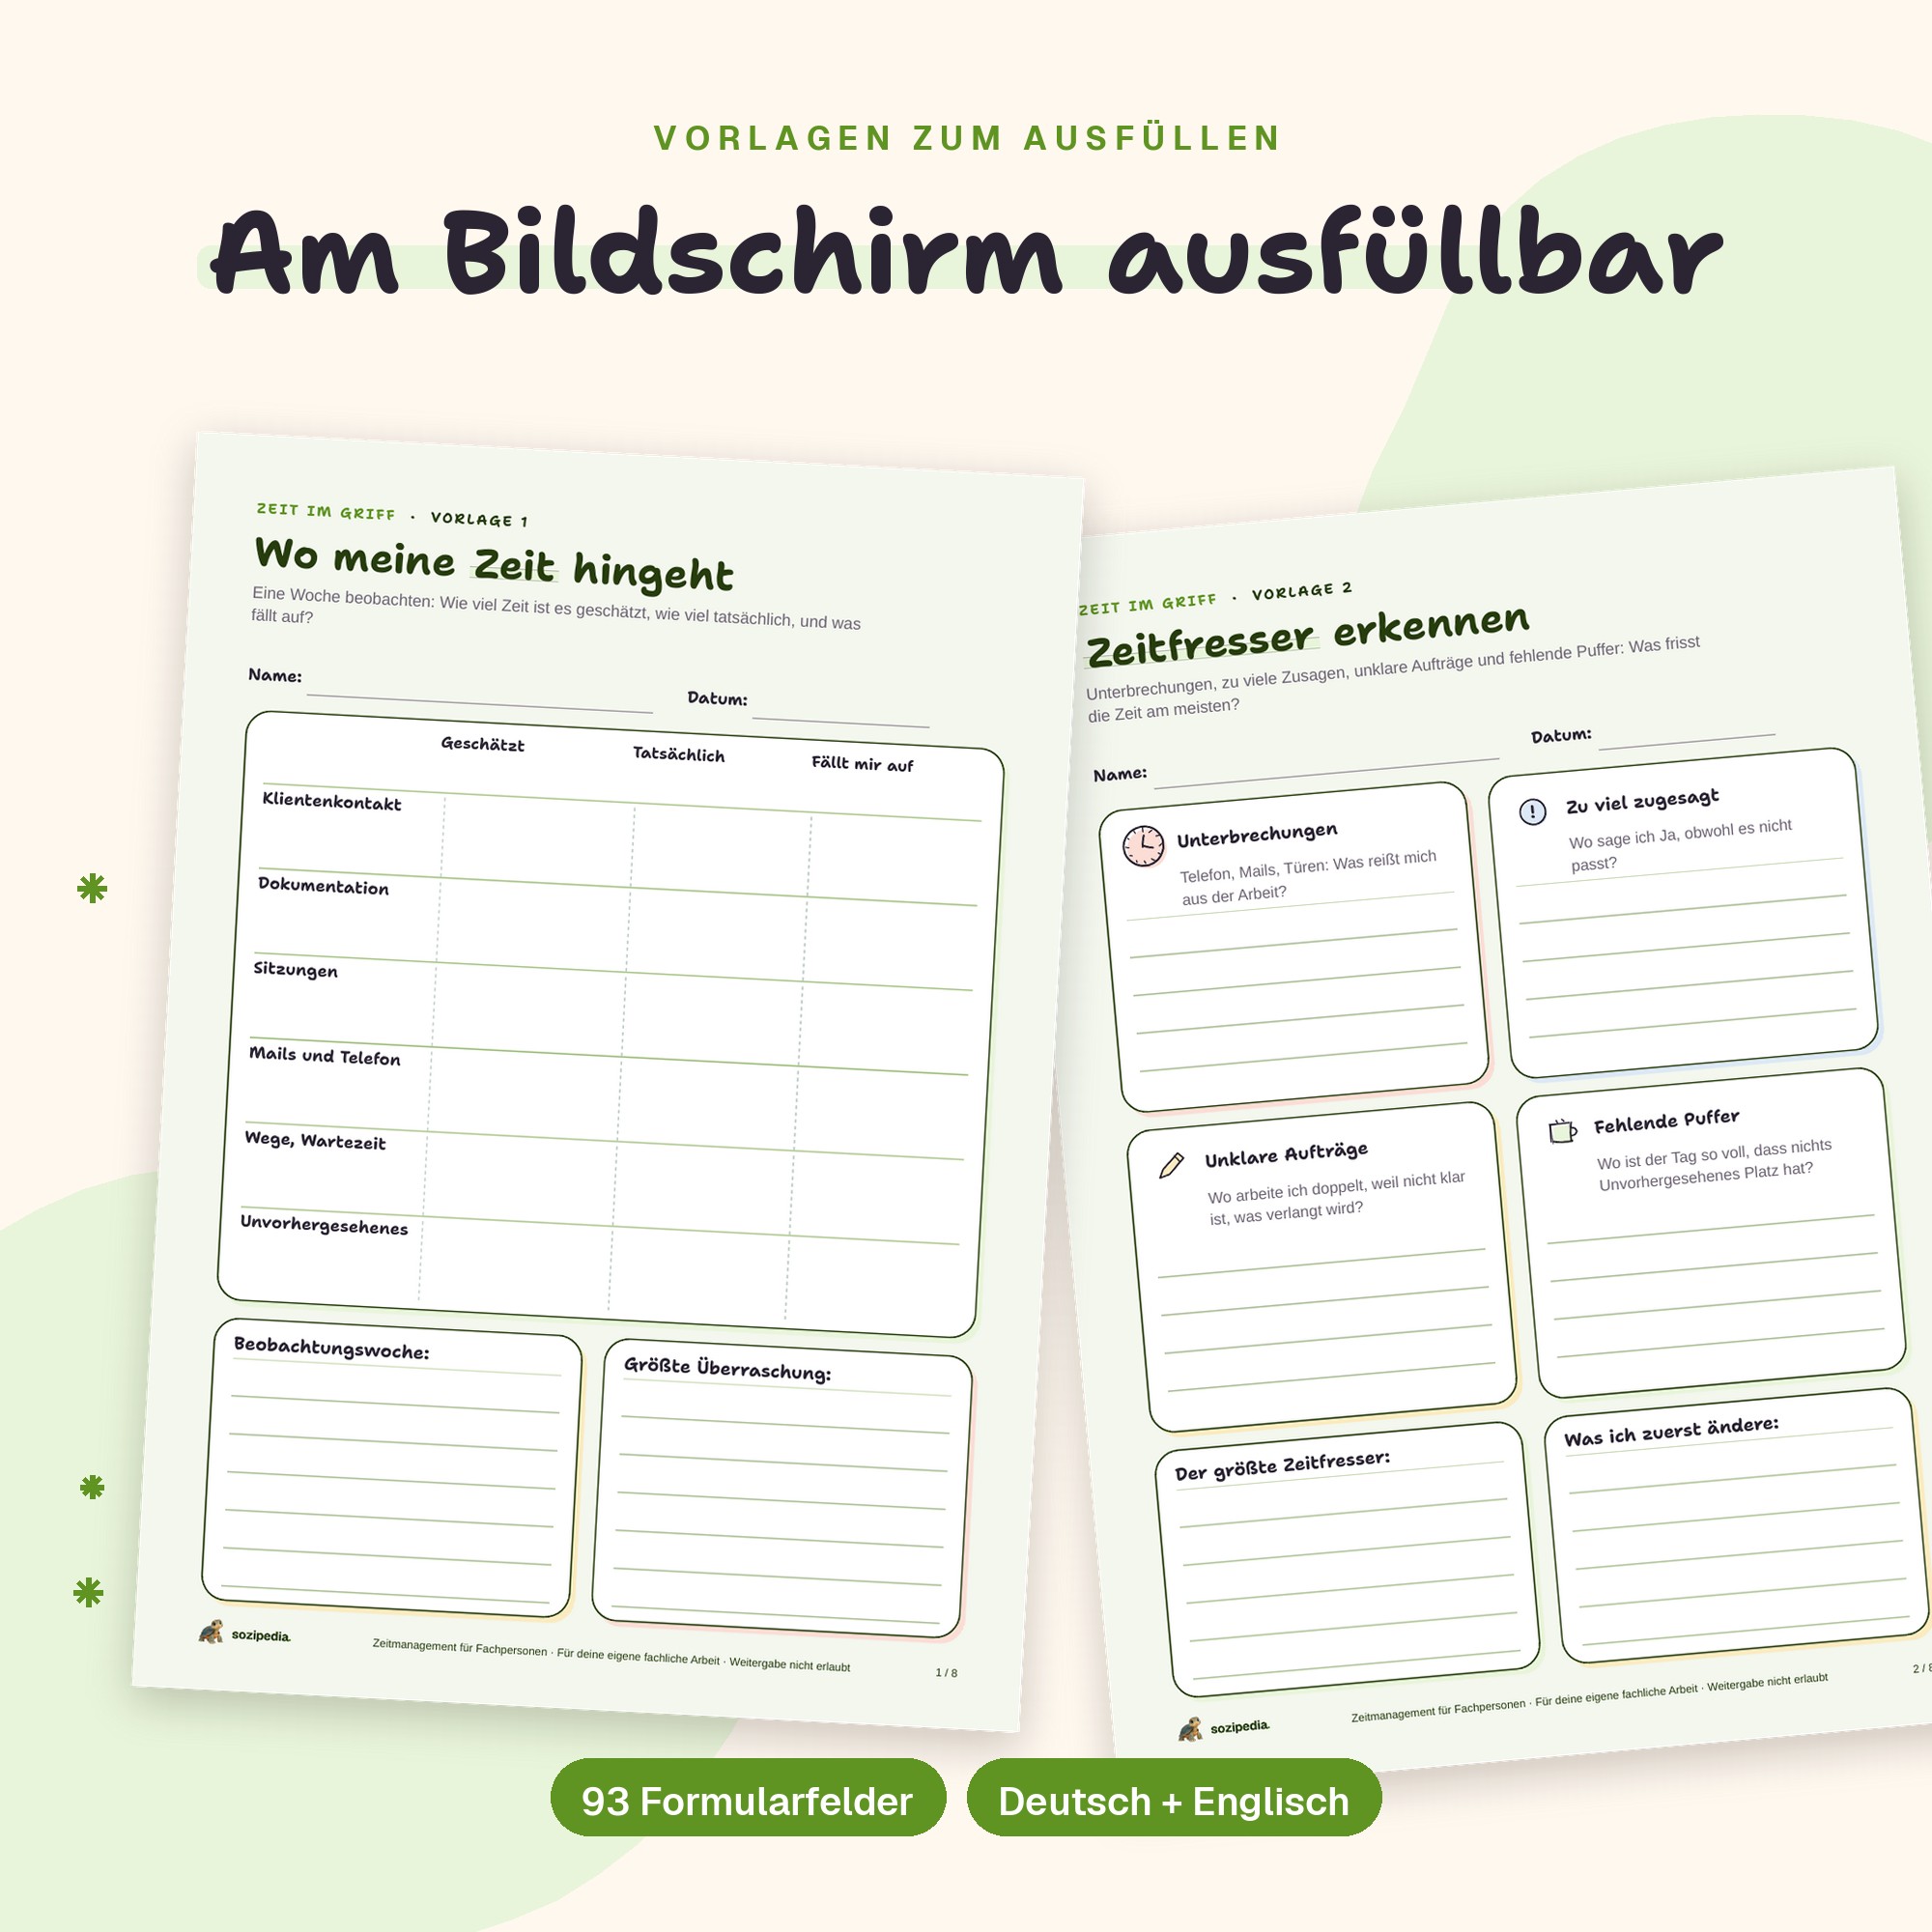 VORLAGEN ZUM AUSFÜLLEN
Am Bildschirm ausfüllbar
ZEIT IM GRIFF · VORLAGE 1
Wo meine Zeit hingeht
Eine Woche beobachten: Wie viel Zeit ist es geschätzt, wie viel tatsächlich, und was
fällt auf?
Name:
Datum:
Geschätzt
Tatsächlich
Fällt mir auf
Klientenkontakt
Dokumentation
Sitzungen
Mails und Telefon
Wege, Wartezeit
Unvorhergesehenes
Beobachtungswoche:
Größte Überraschung:
sozipedia.
Zeitmanagement für Fachpersonen · Für deine eigene fachliche Arbeit · Weitergabe nicht erlaubt
1 / 8
ZEIT IM GRIFF · VORLAGE 2
Zeitfresser erkennen
Unterbrechungen, zu viele Zusagen, unklare Aufträge und fehlende Puffer: Was frisst
die Zeit am meisten?
Name:
Datum:
Unterbrechungen
Telefon, Mails, Türen: Was reißt mich
aus der Arbeit?
Zu viel zugesagt
Wo sage ich Ja, obwohl es nicht
passt?
Unklare Aufträge
Wo arbeite ich doppelt, weil nicht klar
ist, was verlangt wird?
Fehlende Puffer
Wo ist der Tag so voll, dass nichts
Unvorhergesehenes Platz hat?
Der größte Zeitfresser:
Was ich zuerst ändere:
sozipedia.
Zeitmanagement für Fachpersonen · Für deine eigene fachliche Arbeit · Weitergabe nicht erlaubt
2 / 8
93 Formularfelder
Deutsch + Englisch